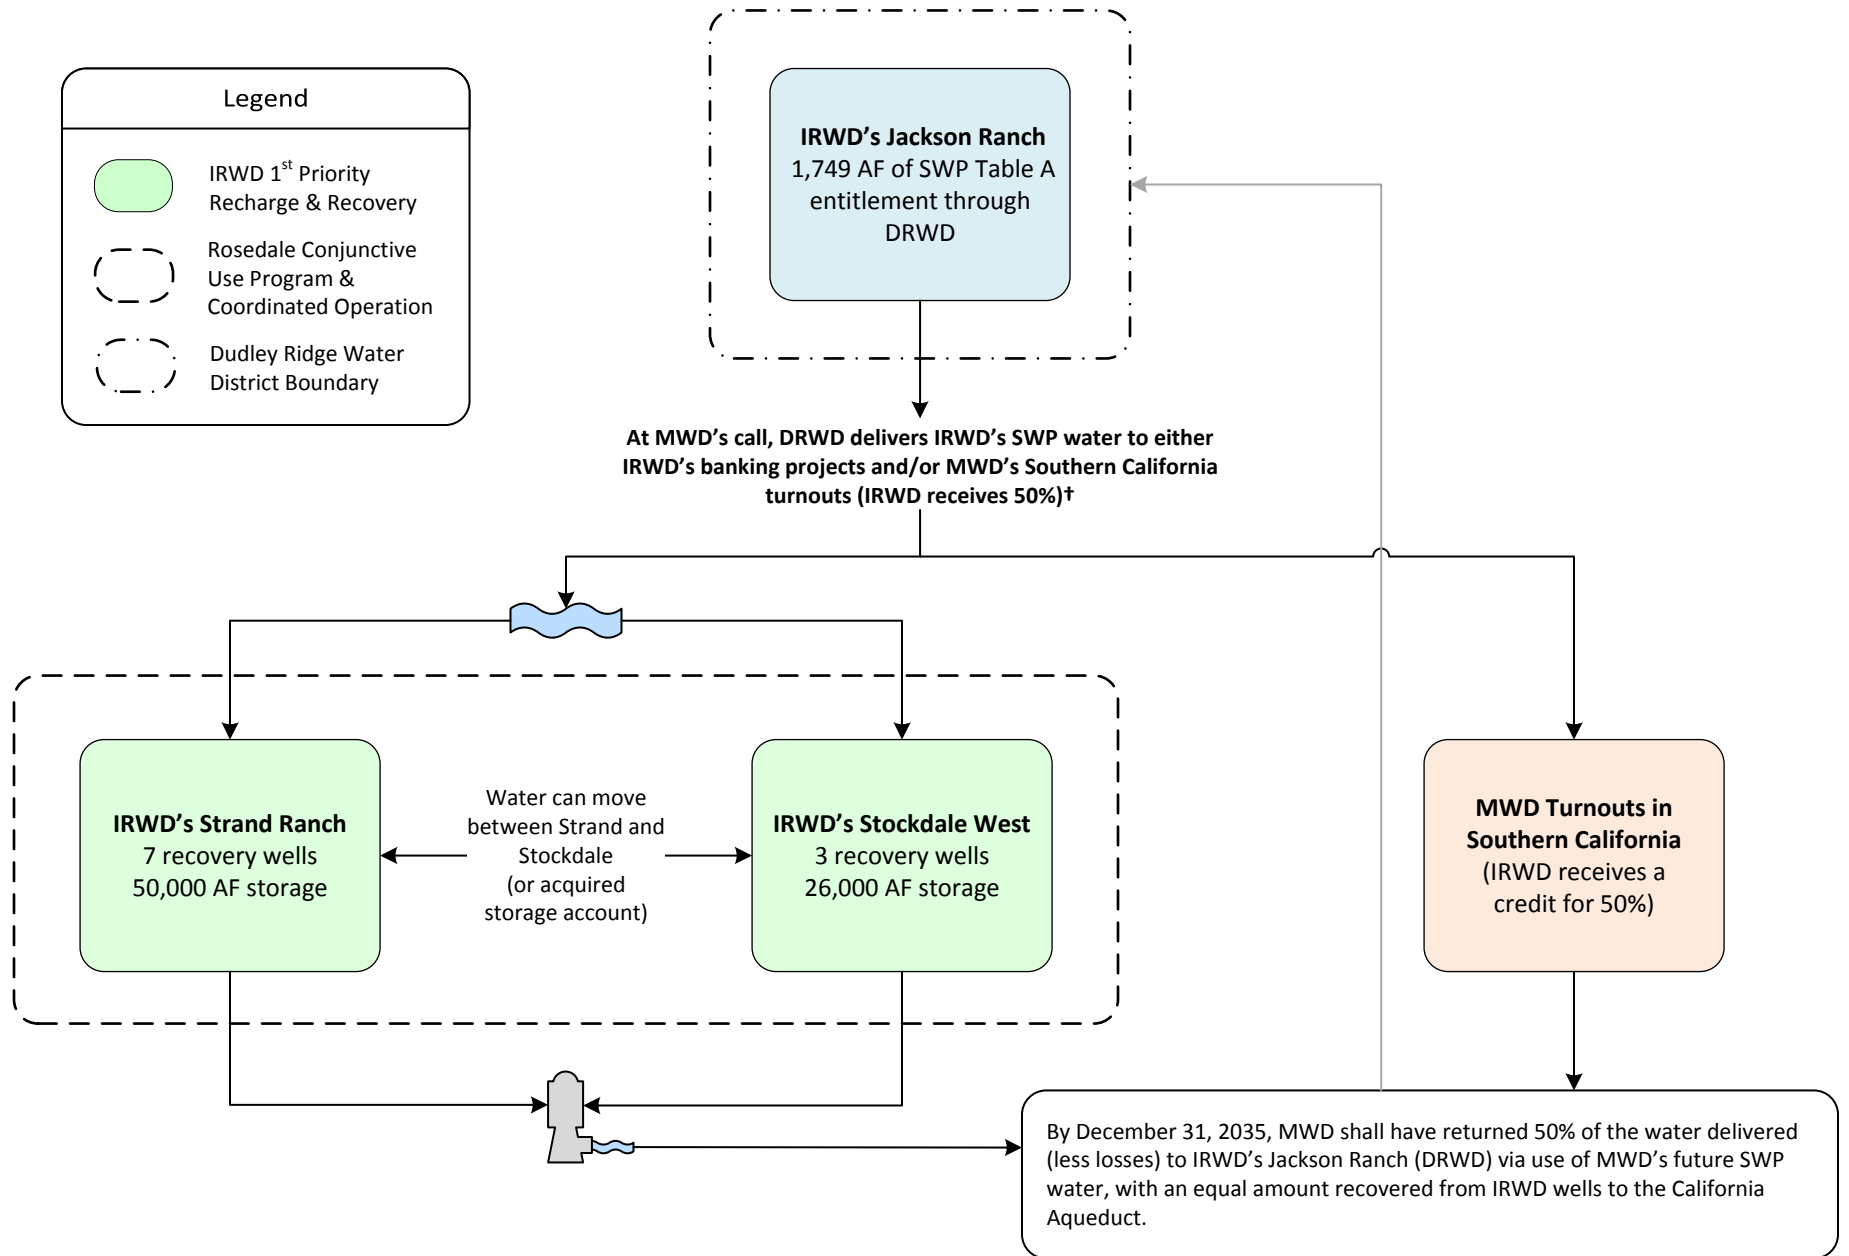 Legend
IRWD 1st Priority
Recharge & Recovery
Rosedale Conjunctive
Use Program &
Coordinated Operation
Dudley Ridge Water
District Boundary
IRWD's Jackson Ranch
1,749 AF of SWP Table A
entitlement through
DRWD
At MWD's call, DRWD delivers IRWD's SWP water to either
IRWD's banking projects and/or MWD's Southern California
turnouts (IRWD receives 50%)†
IRWD's Strand Ranch
7 recovery wells
50,000 AF storage
Water can move
between Strand and
Stockdale
(or acquired
storage account)
IRWD's Stockdale West
3 recovery wells
26,000 AF storage
MWD Turnouts in
Southern California
(IRWD receives a
credit for 50%)
By December 31, 2035, MWD shall have returned 50% of the water delivered
(less losses) to IRWD's Jackson Ranch (DRWD) via use of MWD's future SWP
water, with an equal amount recovered from IRWD wells to the California
Aqueduct.